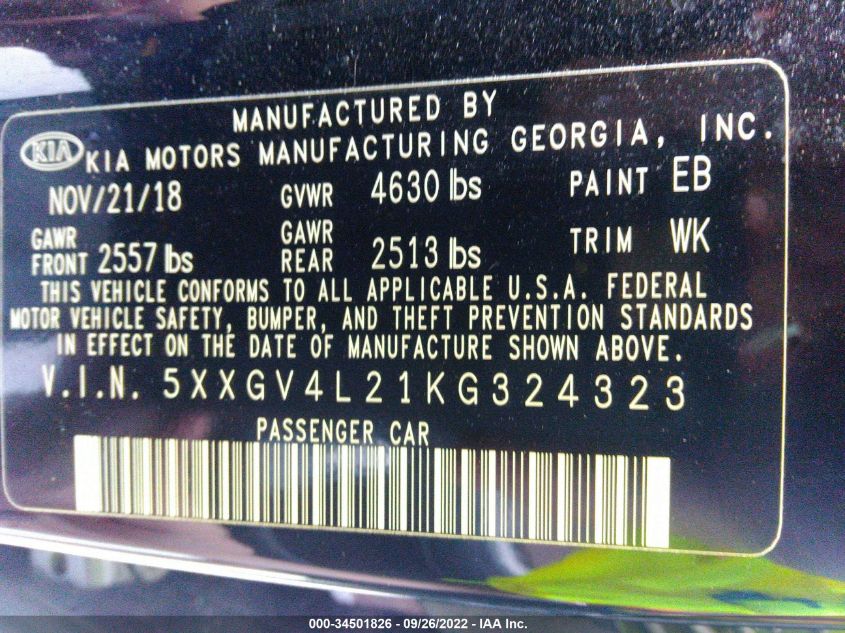 MANUFACTURED BY
KIA KIA MOTORS MANUFACTURING GEORGIA, INC.
NOV/21/18 GVWR 4630 lbs PAINT EB
GAWR FRONT 2557 lbs GAWR REAR 2513 lbs TRIM WK
THIS VEHICLE CONFORMS TO ALL APPLICABLE U.S.A. FEDERAL
MOTOR VEHICLE SAFETY, BUMPER, AND THEFT PREVENTION STANDARDS
IN EFFECT ON THE DATE OF MANUFACTURE SHOWN ABOVE.
V.I.N. 5XXGV4L21KG324323
PASSENGER CAR
000-34501826 - 09/26/2022 - IAA Inc.